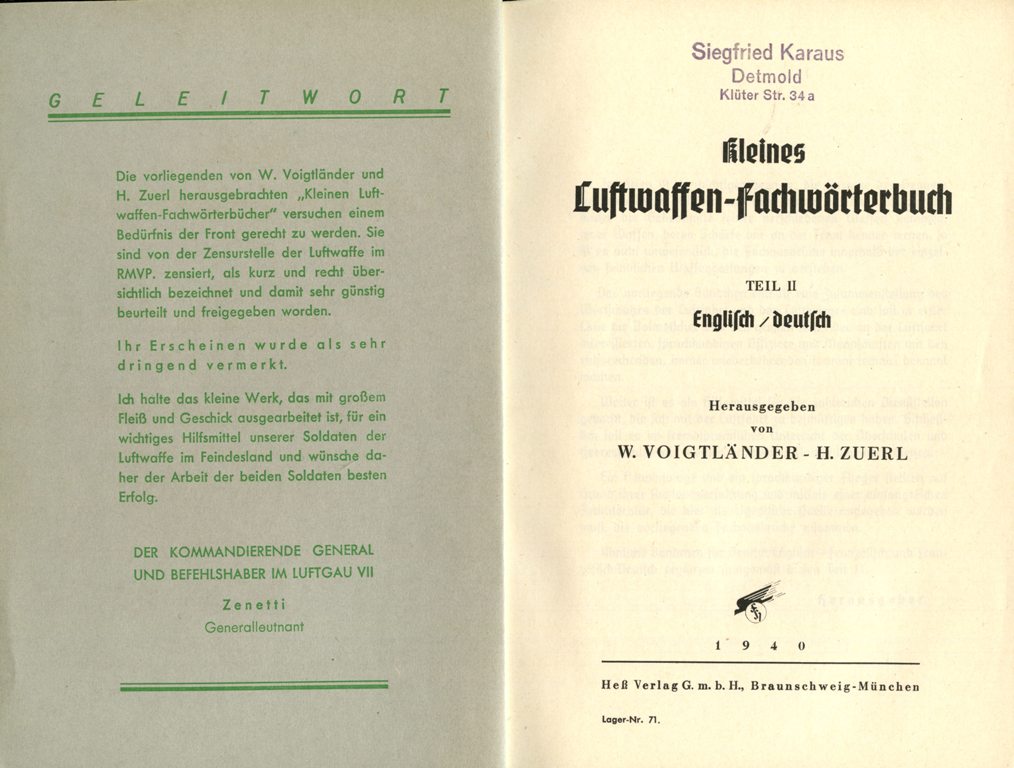 GELEITWORT
Die vorliegenden von W. Voigtländer und
H. Zuerl herausgebrachten „Kleinen Luft-
waffen-Fachwörterbücher“ versuchen einem
Bedürfnis der Front gerecht zu werden. Sie
sind von der Zensurstelle der Luftwaffe im
RMVP. zensiert, als kurz und recht über-
sichtlich bezeichnet und damit sehr günstig
beurteilt und freigegeben worden.
Ihr Erscheinen wurde als sehr
dringend vermerkt.
Ich halte das kleine Werk, das mit großem
Fleiß und Geschick ausgearbeitet ist, für ein
wichtiges Hilfsmittel unserer Soldaten der
Luftwaffe im Feindesland und wünsche da-
her der Arbeit der beiden Soldaten besten
Erfolg.
DER KOMMANDIERENDE GENERAL
UND BEFEHLSHABER IM LUFTGAU VII
Zenetti
Generalleutnant
Siegfried Karaus
Detmold
Klüter Str. 34a
Kleines
Luftwaffen-Fachwörterbuch
TEIL II
Englisch / Deutsch
Herausgegeben
von
W. VOIGTLÄNDER - H. ZUERL
1940
Heß Verlag G. m. b. H., Braunschweig-München
Lager-Nr. 71.